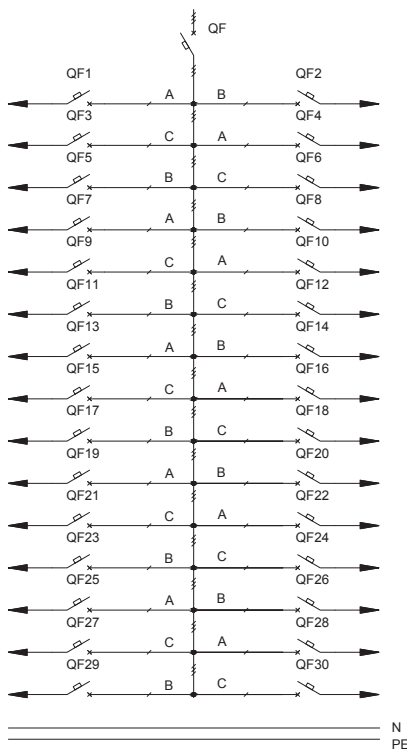 QF
QF1 QF2
A B
QF3 QF4
C A
QF5 QF6
B C
QF7 QF8
A B
QF9 QF10
C A
QF11 QF12
B C
QF13 QF14
A B
QF15 QF16
C A
QF17 QF18
B C
QF19 QF20
A B
QF21 QF22
C A
QF23 QF24
B C
QF25 QF26
A B
QF27 QF28
C A
QF29 QF30
B C
N
PE